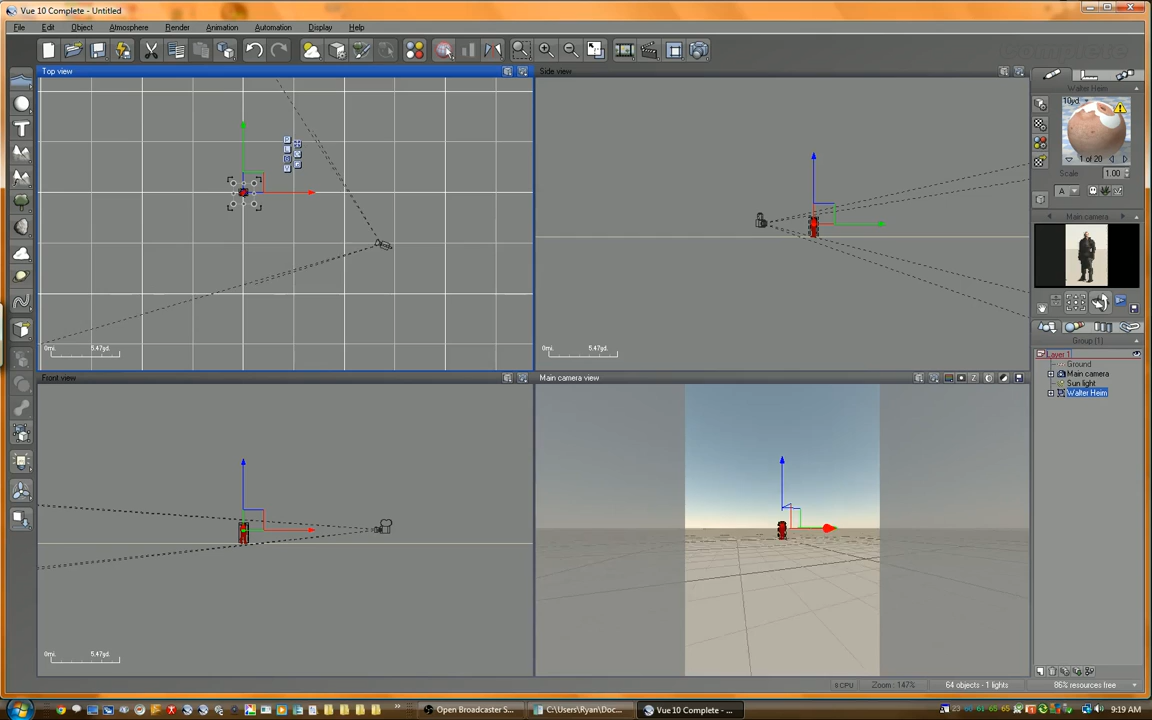 Vue 10 Complete - Untitled
File Edit Object Atmosphere Render Animation Automation Display Help
Top view
Side view
Walter Heim
10yd.
1 of 20
Scale 1.00
A
Main camera
0mi. 5.47yd.
0mi. 5.47yd.
Group (1)
Layer 1
Ground
Main camera
Sun light
Walter Heim
Front view
Main camera view
0mi. 5.47yd.
8 CPU Zoom : 147% 64 objects - 1 lights 86% resources free
Open Broadcaster S... C:\Users\Ryan\Doc... Vue 10 Complete - ... 9:19 AM